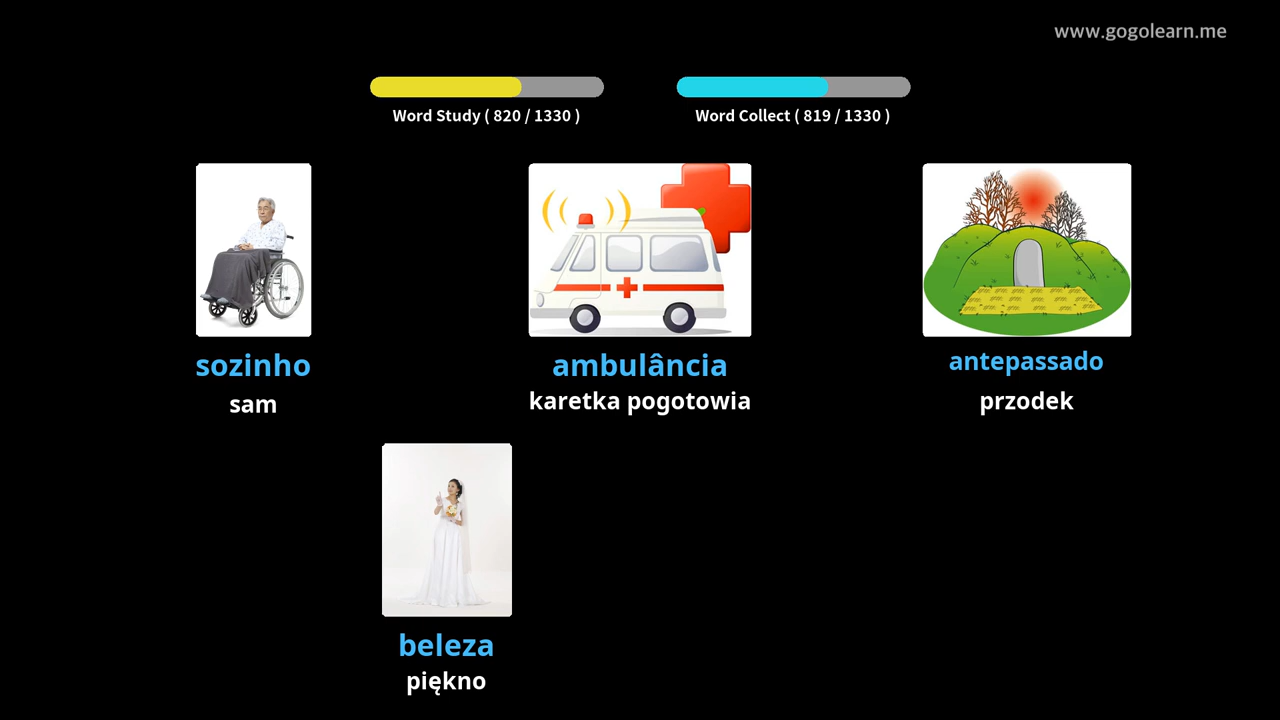 www.gogolearn.me
Word Study ( 820 / 1330 )
Word Collect ( 819 / 1330 )
sozinho
sam
ambulância
karetka pogotowia
antepassado
przodek
beleza
piękno